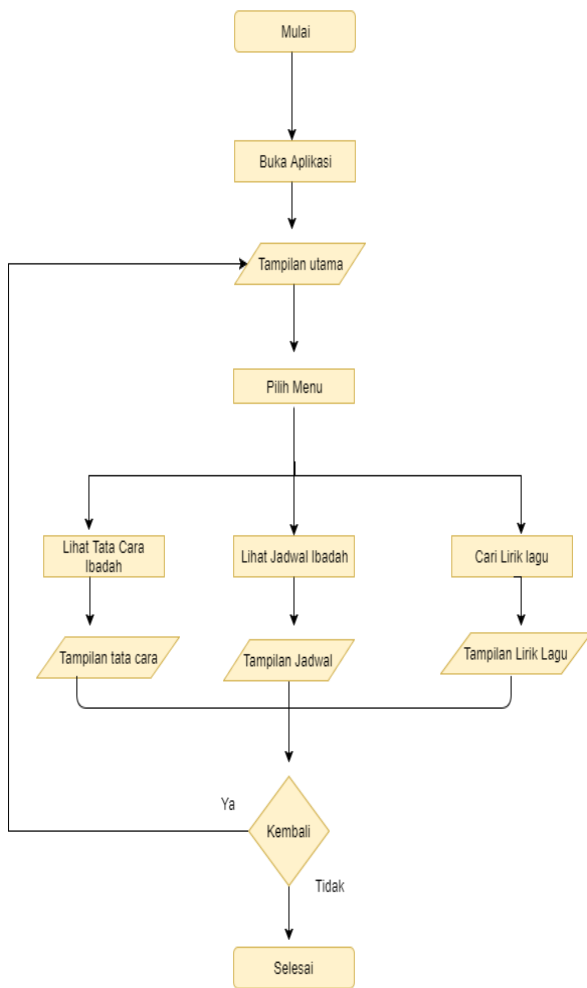 Mulai
Buka Aplikasi
Tampilan utama
Pilih Menu
Lihat Tata Cara
Ibadah
Lihat Jadwal Ibadah
Cari Lirik lagu
Tampilan tata cara
Tampilan Jadwal
Tampilan Lirik Lagu
Ya
Kembali
Tidak
Selesai